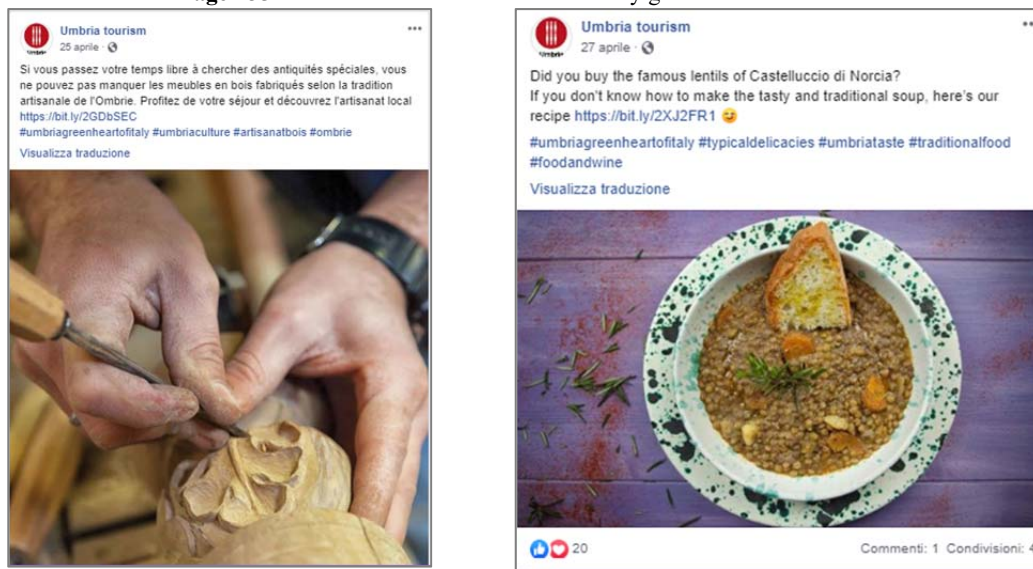 Umbria tourism
25 aprile ·
Si vous passez votre temps libre à chercher des antiquités spéciales, vous
ne pouvez pas manquer les meubles en bois fabriqués selon la tradition
artisanale de l'Ombrie. Profitez de votre séjour et découvrez l'artisanat local
https://bit.ly/2GDbSEC
#umbriagreenheartofitaly #umbriaculture #artisanatbois #ombrie
Visualizza traduzione
Umbria tourism
27 aprile ·
Did you buy the famous lentils of Castelluccio di Norcia?
If you don't know how to make the tasty and traditional soup, here's our
recipe https://bit.ly/2XJ2FR1 😋
#umbriagreenheartofitaly #typicaldelicacies #umbriataste #traditionalfood
#foodandwine
Visualizza traduzione
20
Commenti: 1 Condivisioni: 4